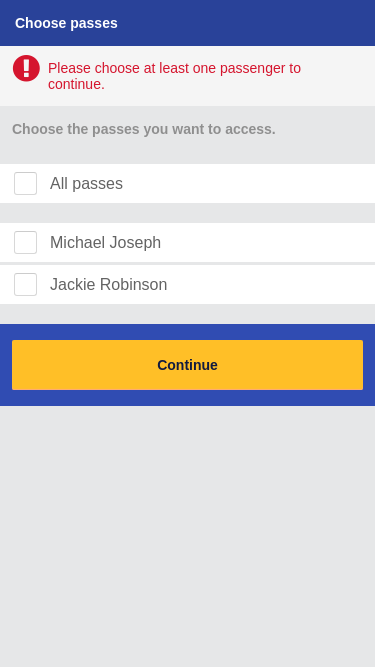 Choose passes
Please choose at least one passenger to
continue.
Choose the passes you want to access.
All passes
Michael Joseph
Jackie Robinson
Continue